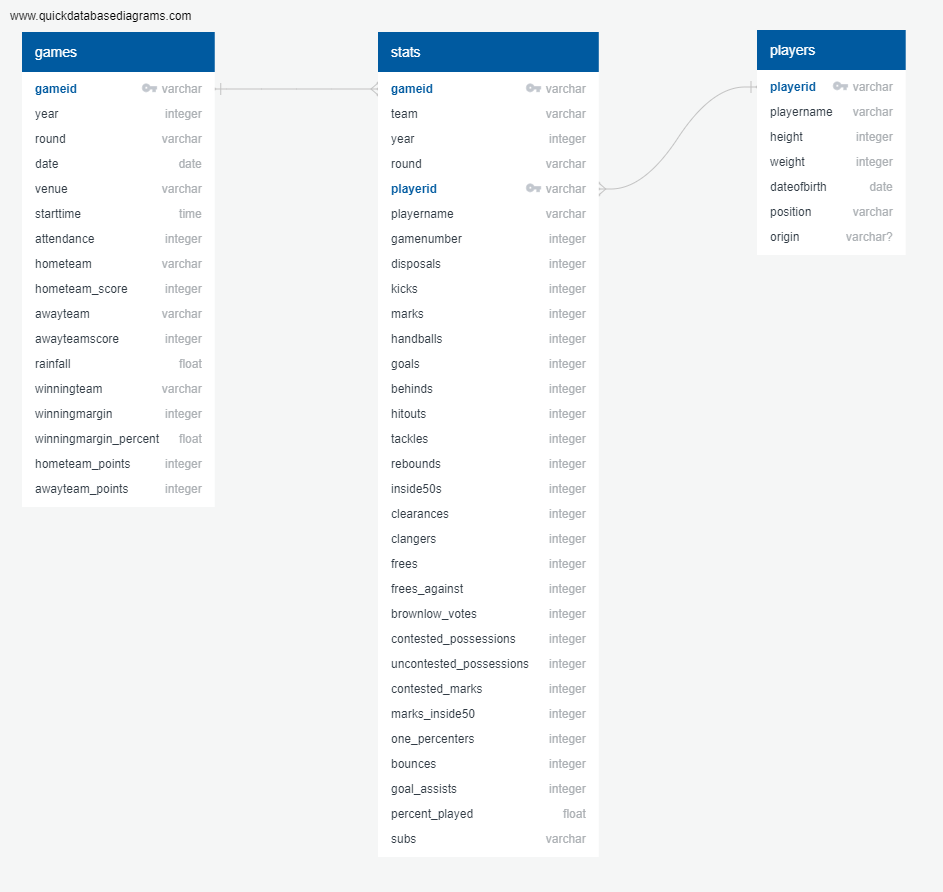 www.quickdatabasediagrams.com
games
gameid varchar
year integer
round varchar
date date
venue varchar
starttime time
attendance integer
hometeam varchar
hometeam_score integer
awayteam varchar
awayteamscore integer
rainfall float
winningteam varchar
winningmargin integer
winningmargin_percent float
hometeam_points integer
awayteam_points integer
stats
gameid varchar
team varchar
year integer
round varchar
playerid varchar
playername varchar
gamenumber integer
disposals integer
kicks integer
marks integer
handballs integer
goals integer
behinds integer
hitouts integer
tackles integer
rebounds integer
inside50s integer
clearances integer
clangers integer
frees integer
frees_against integer
brownlow_votes integer
contested_possessions integer
uncontested_possessions integer
contested_marks integer
marks_inside50 integer
one_percenters integer
bounces integer
goal_assists integer
percent_played float
subs varchar
players
playerid varchar
playername varchar
height integer
weight integer
dateofbirth date
position varchar
origin varchar?